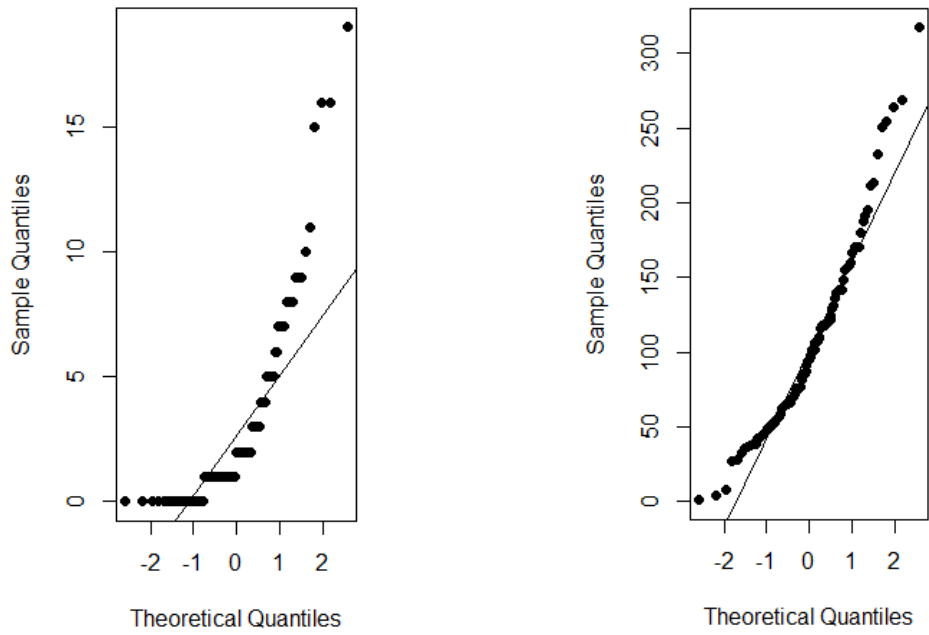 15
10
5
0
Sample Quantiles
-2 -1 0 1 2
Theoretical Quantiles
300
250
200
150
100
50
0
Sample Quantiles
-2 -1 0 1 2
Theoretical Quantiles